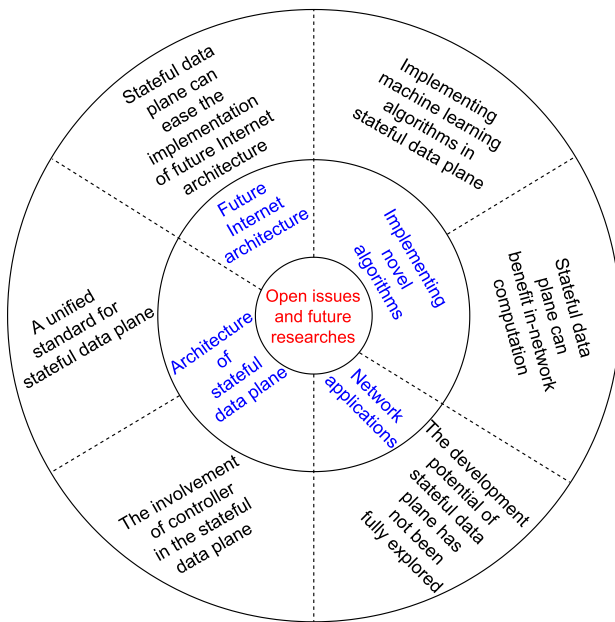 Stateful data
plane can
ease the
implementation
of future Internet
architecture
Implementing
machine learning
algorithms in
stateful data plane
Future
Internet
architecture
Implementing
novel
algorithms
Stateful data
plane can
benefit in-network
computation
A unified
standard for
stateful data plane
Open issues
and future
researches
Architecture
of
stateful
data plane
Network
applications
The involvement
of controller
in the stateful
data plane
The development
potential of
stateful data
plane has
not been
fully explored